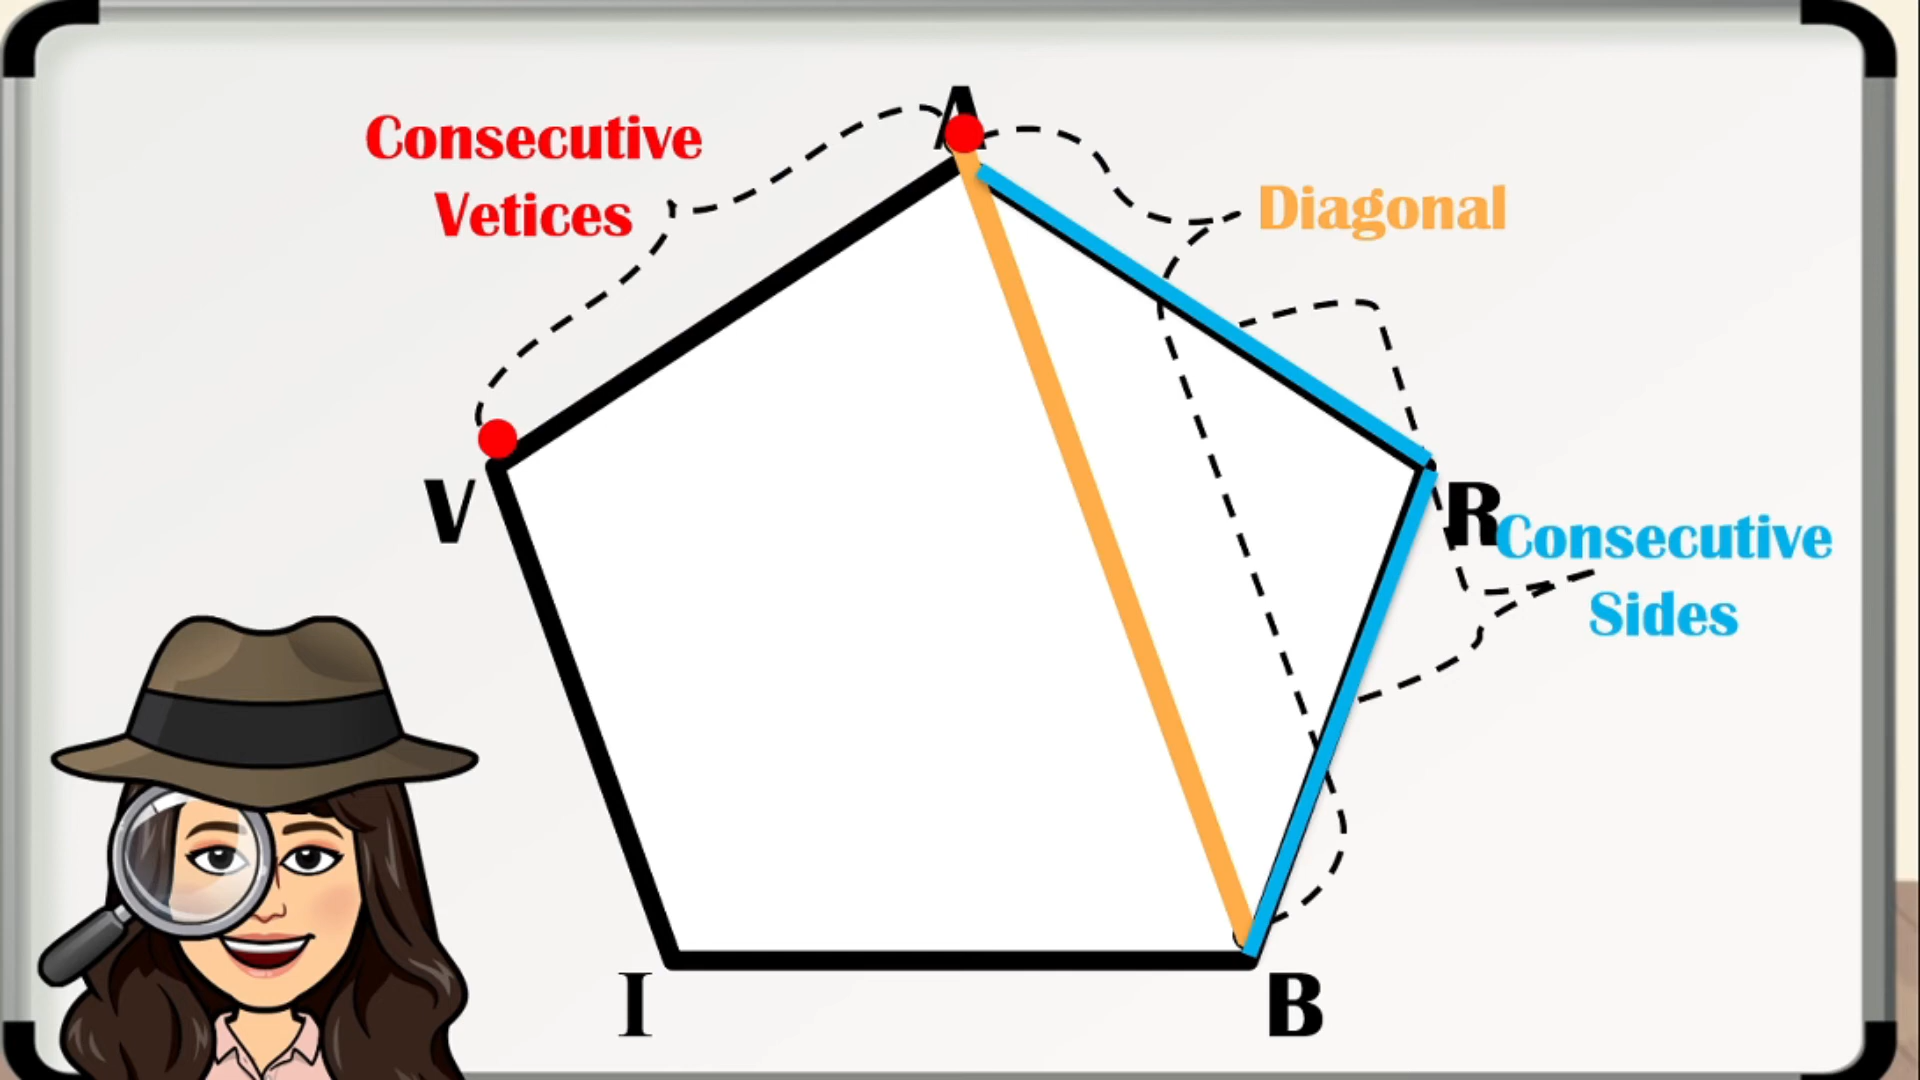 A
Consecutive
Vetices
Diagonal
V
R
Consecutive
Sides
I
B